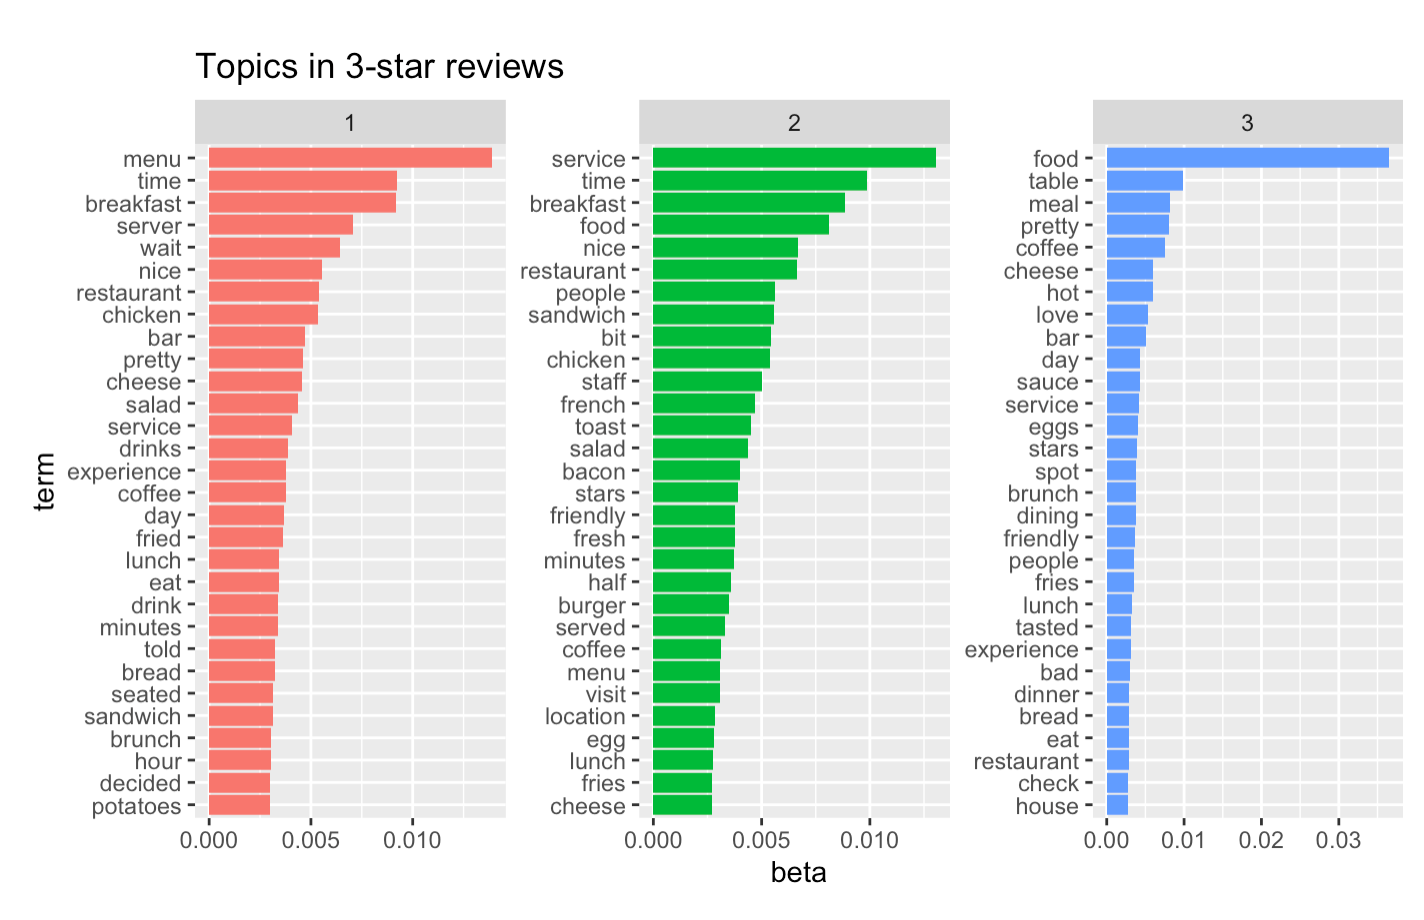 Topics in 3-star reviews
1
2
3
menu
time
breakfast
server
wait
nice
restaurant
chicken
bar
pretty
cheese
salad
service
drinks
experience
coffee
day
fried
lunch
eat
drink
minutes
told
bread
seated
sandwich
brunch
hour
decided
potatoes
service
time
breakfast
food
nice
restaurant
people
sandwich
bit
chicken
staff
french
toast
salad
bacon
stars
friendly
fresh
minutes
half
burger
served
coffee
menu
visit
location
egg
lunch
fries
cheese
food
table
meal
pretty
coffee
cheese
hot
love
bar
day
sauce
service
eggs
stars
spot
brunch
dining
friendly
people
fries
lunch
tasted
experience
bad
dinner
bread
eat
restaurant
check
house
term
0.000 0.005 0.010
0.000 0.005 0.010
0.00 0.01 0.02 0.03
beta